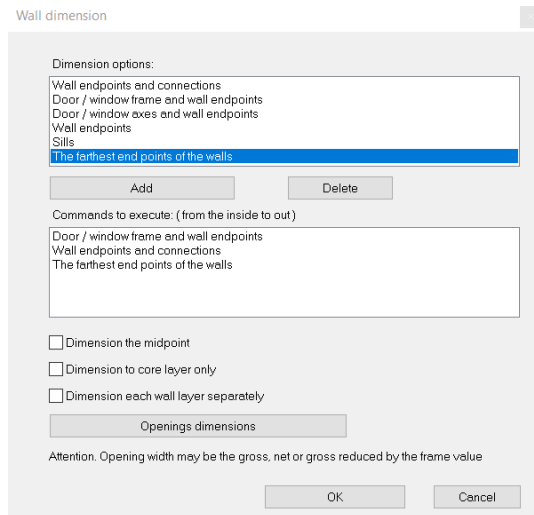 Wall dimension
Dimension options:
Wall endpoints and connections
Door / window frame and wall endpoints
Door / window axes and wall endpoints
Wall endpoints
Sills
The farthest end points of the walls
Add Delete
Commands to execute: ( from the inside to out )
Door / window frame and wall endpoints
Wall endpoints and connections
The farthest end points of the walls
Dimension the midpoint
Dimension to core layer only
Dimension each wall layer separately
Openings dimensions
Attention. Opening width may be the gross, net or gross reduced by the frame value
OK Cancel